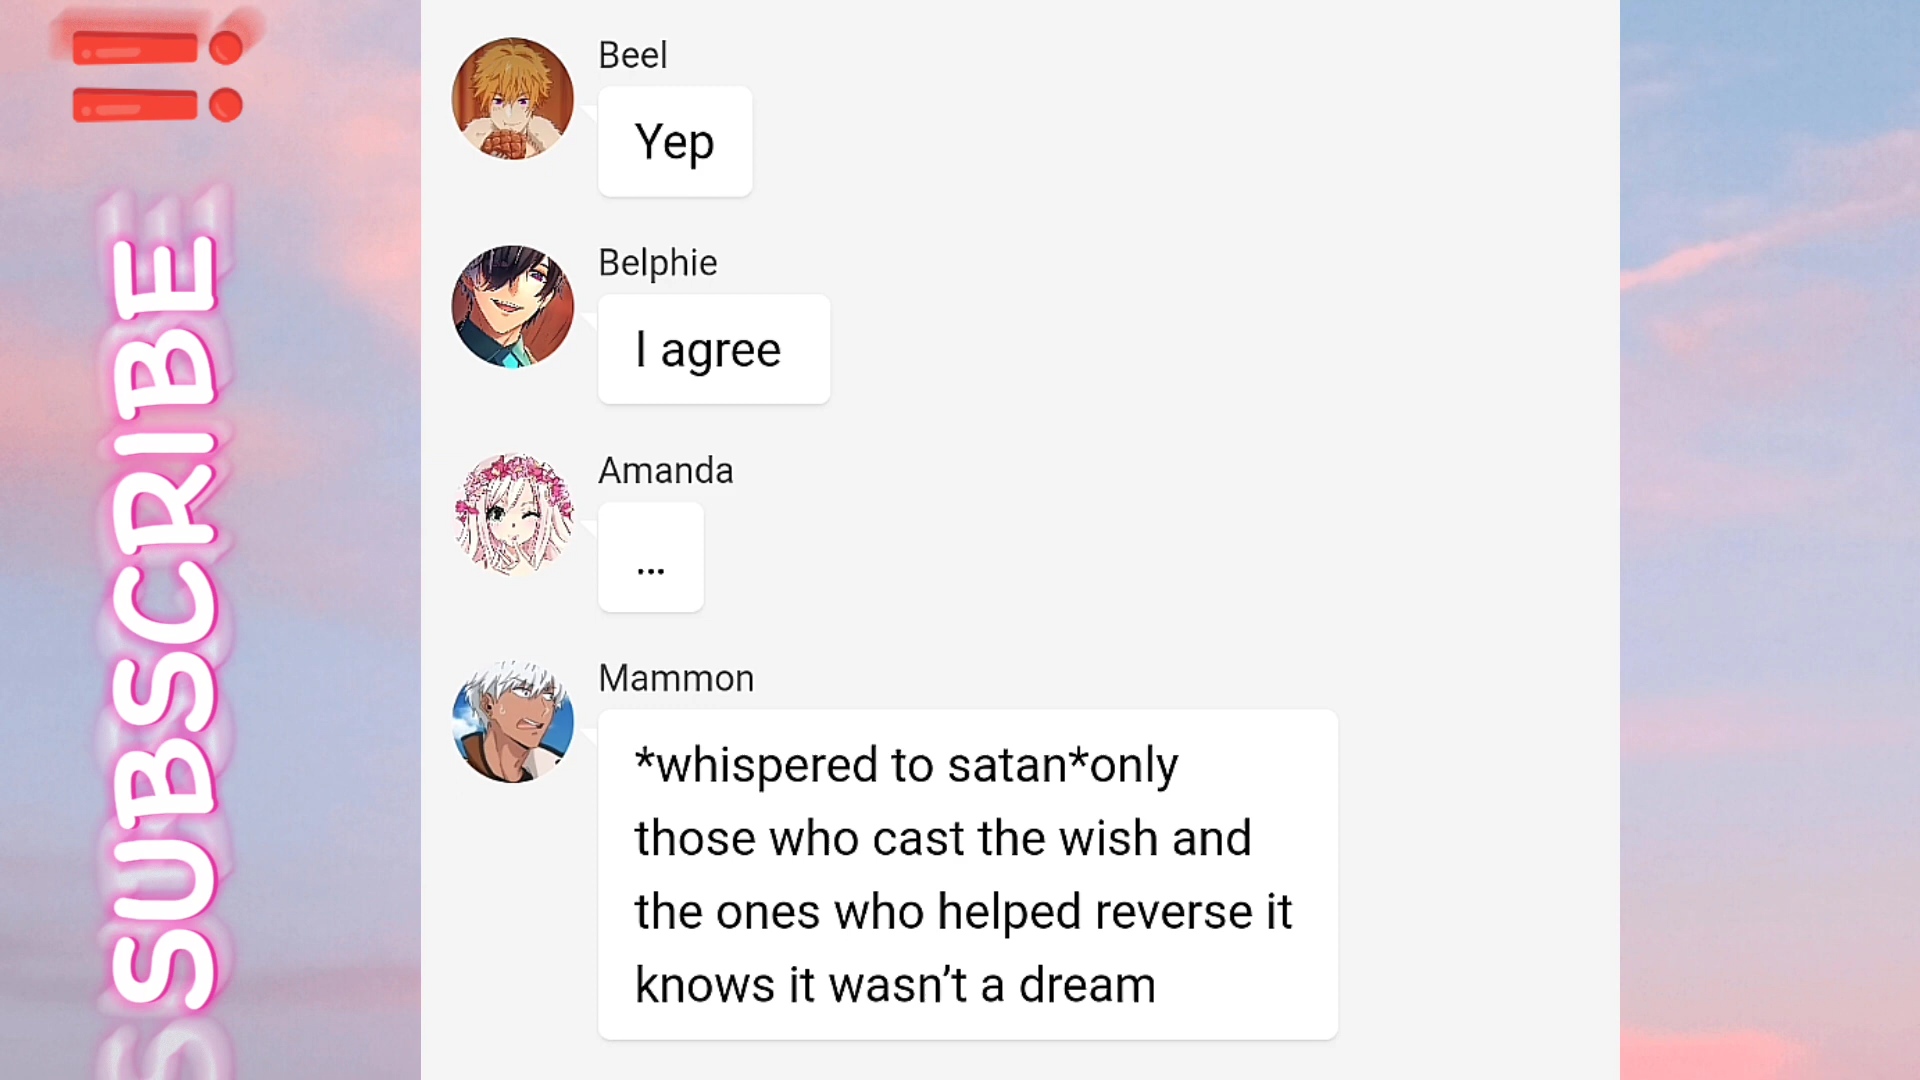 SUBSCRIBE
!!
Beel
Yep
Belphie
I agree
Amanda
...
Mammon
*whispered to satan*only
those who cast the wish and
the ones who helped reverse it
knows it wasn’t a dream